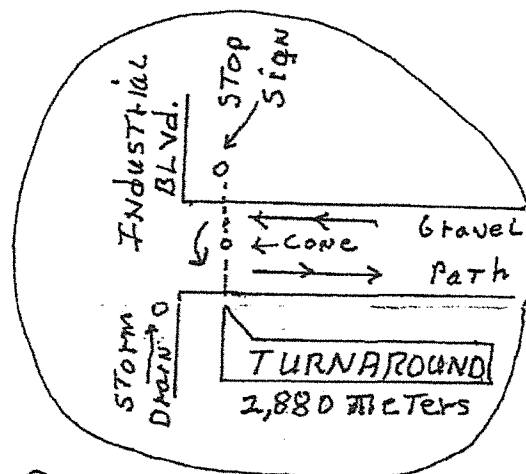 INdustrial
BLvd.
STOP
SigN
Gravel
CONE
Path
STorm
DraiN
TURNAROUND
2,880 meTers